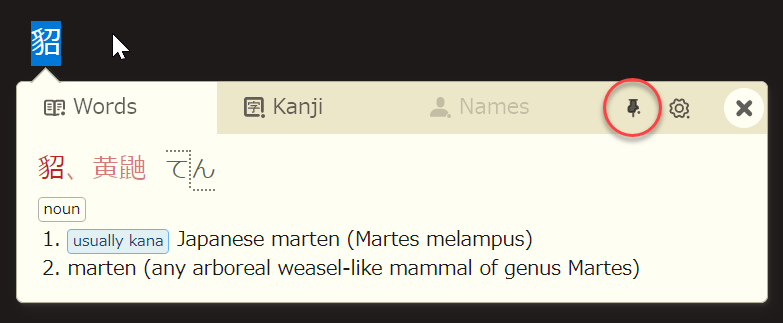 貂
Words Kanji Names
貂、黄鼬 てん
noun
1. usually kana Japanese marten (Martes melampus)
2. marten (any arboreal weasel-like mammal of genus Martes)